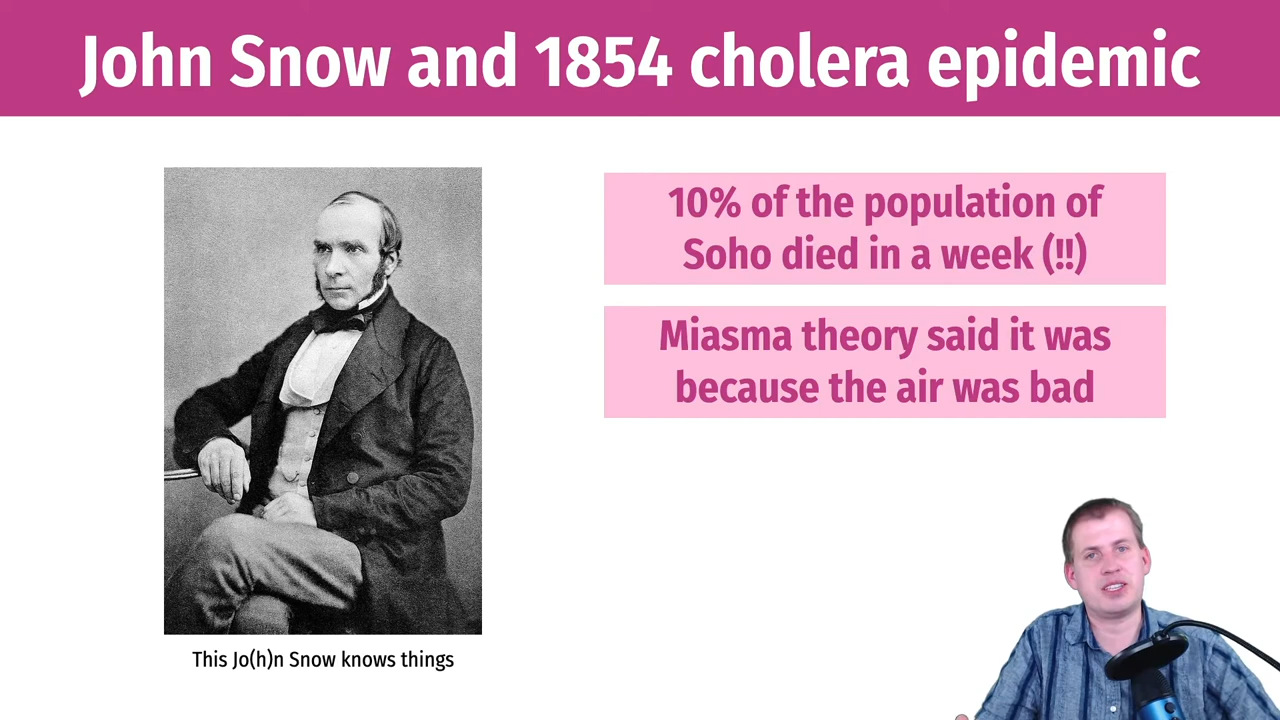 John Snow and 1854 cholera epidemic
10% of the population of
Soho died in a week (!!)
Miasma theory said it was
because the air was bad
This Jo(h)n Snow knows things